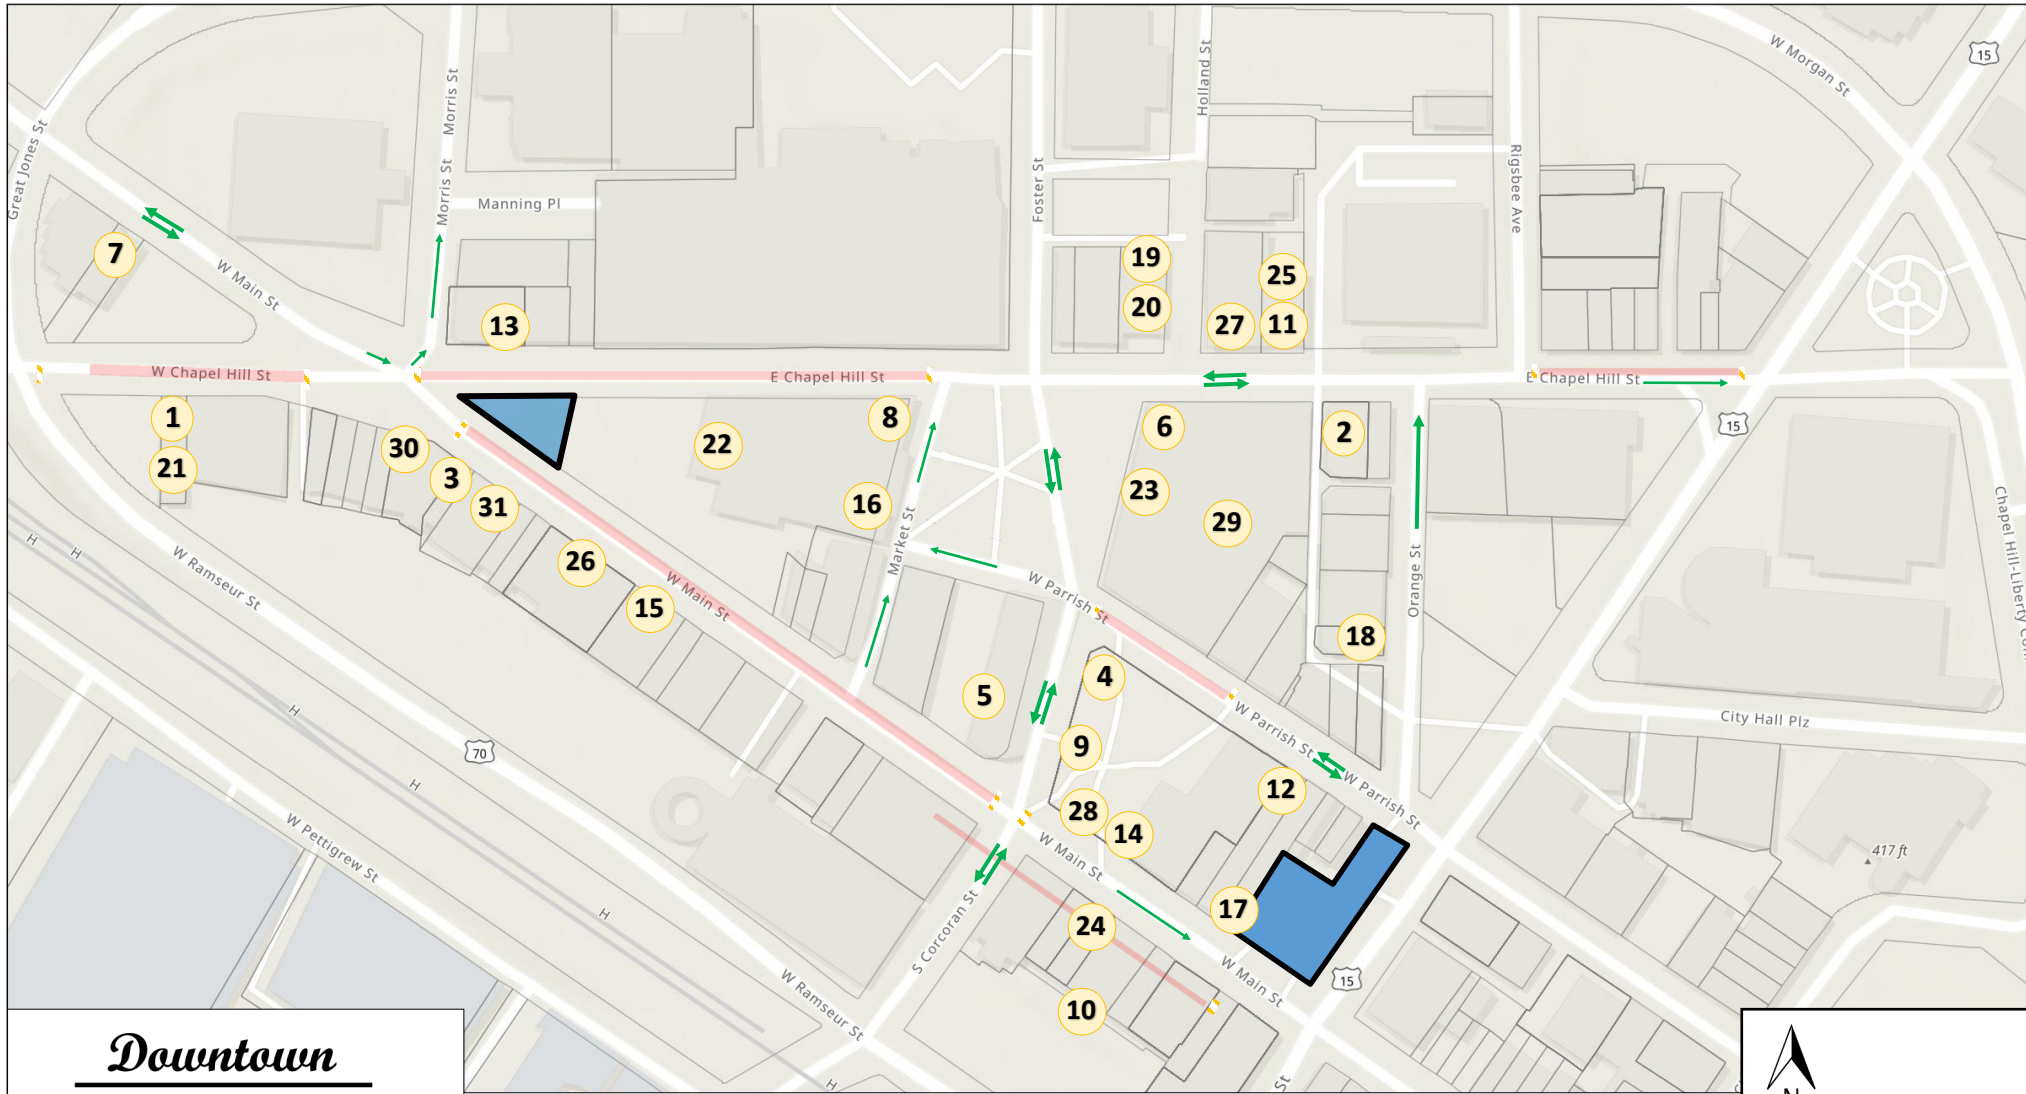 W Morgan St
15
Morris St
Holland St
Great Jones St
Morris St
Foster St
Rigsbee Ave
Manning Pl
7
19
25
W Main St
20
27
11
13
W Chapel Hill St
E Chapel Hill St
E Chapel Hill St
1
8
6
2
15
30
22
21
3
23
31
16
29
H
H
Market St
Chapel Hill-Liberty Co
W Ramseur St
26
W Parrish St
Orange St
W Main St
15
18
4
5
H
W Parrish St
City Hall Plz
70
9
W Parrish St
H
12
28
14
W Main St
W Pettigrew St
417 ft
17
H
24
S Corcoran St
W Main St
15
10
W Ramseur St
Downtown
H
St
N